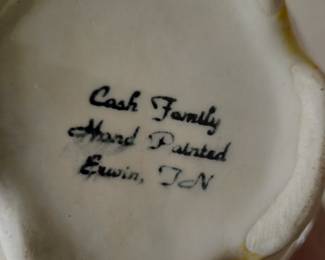 Cash Family
Hand Painted
Erwin, TN